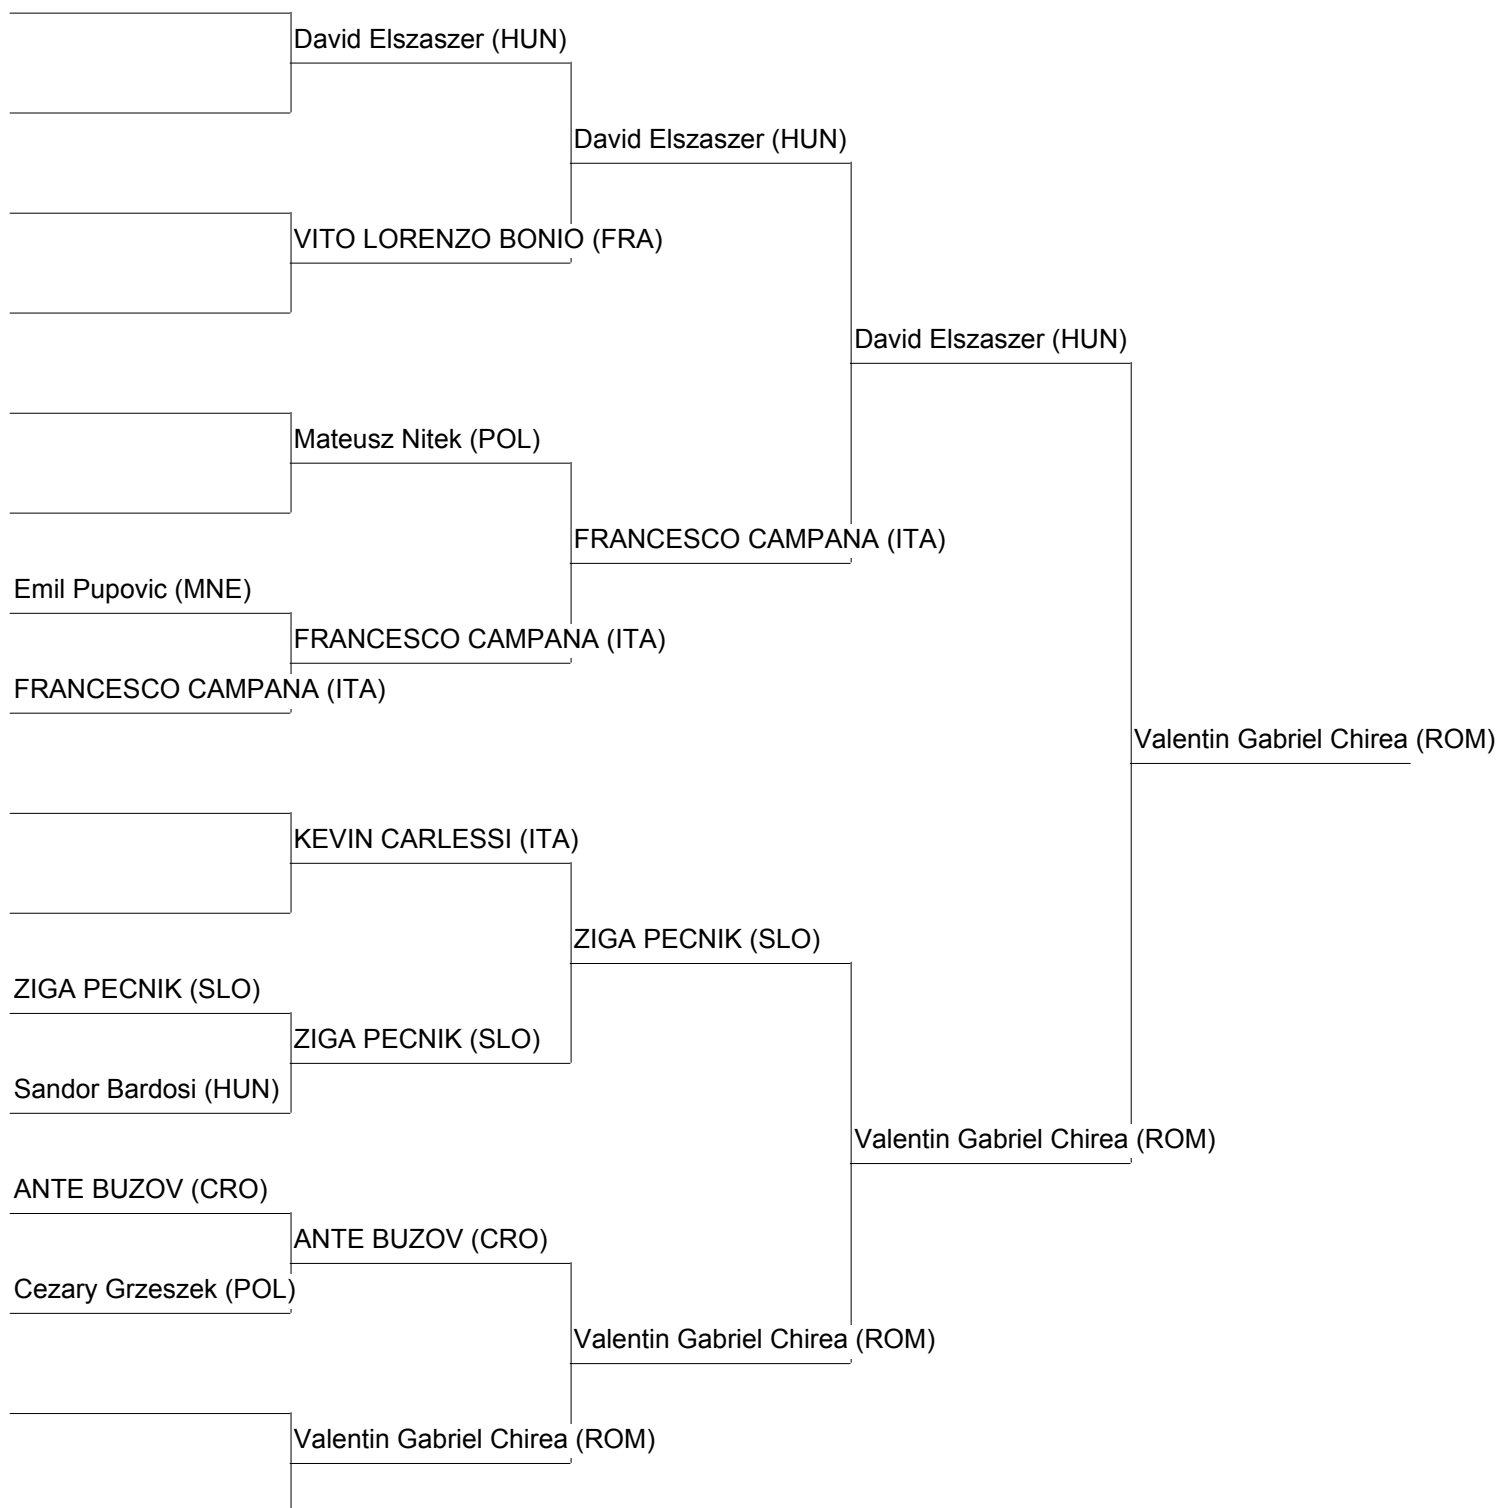 David Elszaszer (HUN)
David Elszaszer (HUN)
VITO LORENZO BONIO (FRA)
David Elszaszer (HUN)
Mateusz Nitek (POL)
FRANCESCO CAMPANA (ITA)
Emil Pupovic (MNE)
FRANCESCO CAMPANA (ITA)
FRANCESCO CAMPANA (ITA)
Valentin Gabriel Chirea (ROM)
KEVIN CARLESSI (ITA)
ZIGA PECNIK (SLO)
ZIGA PECNIK (SLO)
ZIGA PECNIK (SLO)
Sandor Bardosi (HUN)
Valentin Gabriel Chirea (ROM)
ANTE BUZOV (CRO)
ANTE BUZOV (CRO)
Cezary Grzeszek (POL)
Valentin Gabriel Chirea (ROM)
Valentin Gabriel Chirea (ROM)